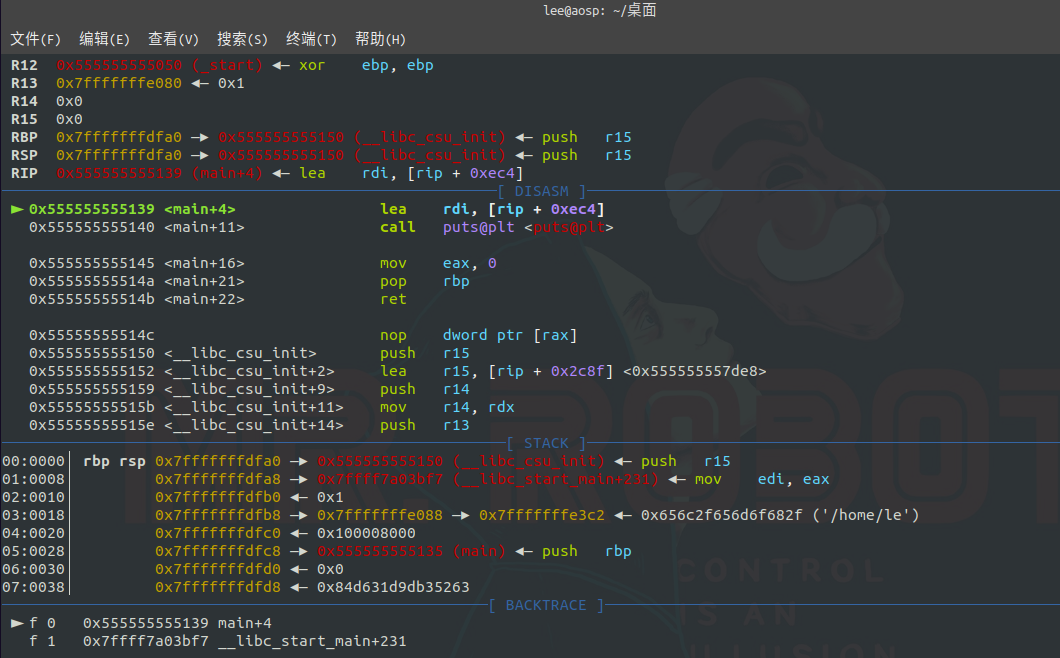 lee@aosp: ~/桌面
文件(F) 编辑(E) 查看(V) 搜索(S) 终端(T) 帮助(H)
R12 0x555555555050 (_start) ◂— xor ebp, ebp
R13 0x7fffffffe080 ◂— 0x1
R14 0x0
R15 0x0
RBP 0x7fffffffdfa0 —▸ 0x555555555150 (__libc_csu_init) ◂— push r15
RSP 0x7fffffffdfa0 —▸ 0x555555555150 (__libc_csu_init) ◂— push r15
RIP 0x555555555139 (main+4) ◂— lea rdi, [rip + 0xec4]
[ DISASM ]
► 0x555555555139 <main+4> lea rdi, [rip + 0xec4]
0x555555555140 <main+11> call puts@plt <puts@plt>
0x555555555145 <main+16> mov eax, 0
0x55555555514a <main+21> pop rbp
0x55555555514b <main+22> ret
0x55555555514c nop dword ptr [rax]
0x555555555150 <__libc_csu_init> push r15
0x555555555152 <__libc_csu_init+2> lea r15, [rip + 0x2c8f] <0x555555557de8>
0x555555555159 <__libc_csu_init+9> push r14
0x55555555515b <__libc_csu_init+11> mov r14, rdx
0x55555555515e <__libc_csu_init+14> push r13
[ STACK ]
00:0000│ rbp rsp 0x7fffffffdfa0 —▸ 0x555555555150 (__libc_csu_init) ◂— push r15
01:0008│ 0x7fffffffdfa8 —▸ 0x7ffff7a03bf7 (__libc_start_main+231) ◂— mov edi, eax
02:0010│ 0x7fffffffdfb0 ◂— 0x1
03:0018│ 0x7fffffffdfb8 —▸ 0x7fffffffe088 —▸ 0x7fffffffe3c2 ◂— 0x656c2f656d6f682f ('/home/le')
04:0020│ 0x7fffffffdfc0 ◂— 0x100008000
05:0028│ 0x7fffffffdfc8 —▸ 0x555555555135 (main) ◂— push rbp
06:0030│ 0x7fffffffdfd0 ◂— 0x0
07:0038│ 0x7fffffffdfd8 ◂— 0x84d631d9db35263
[ BACKTRACE ]
► f 0 0x555555555139 main+4
f 1 0x7ffff7a03bf7 __libc_start_main+231
MR.ROBOT
CONTROL
IS AN
ILLUSION